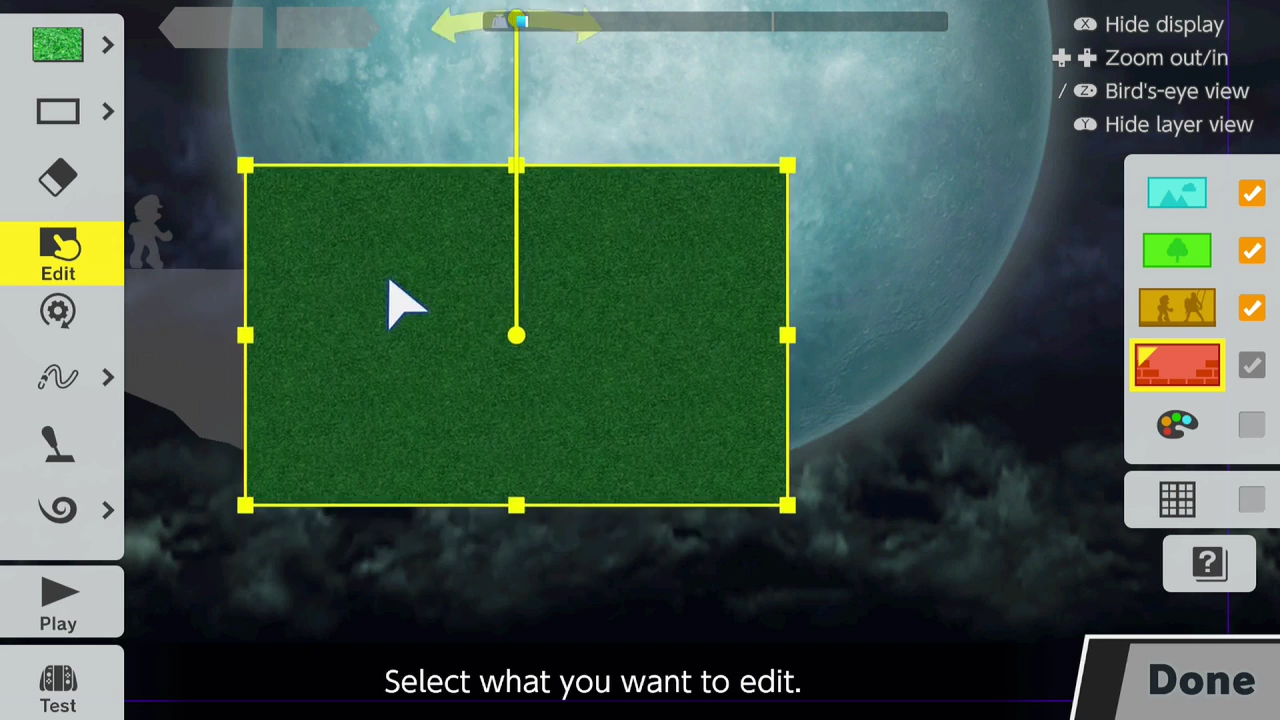 X Hide display
Zoom out/in
/ Z Bird's-eye view
Y Hide layer view
Edit
Play
Test
?
Select what you want to edit.
Done